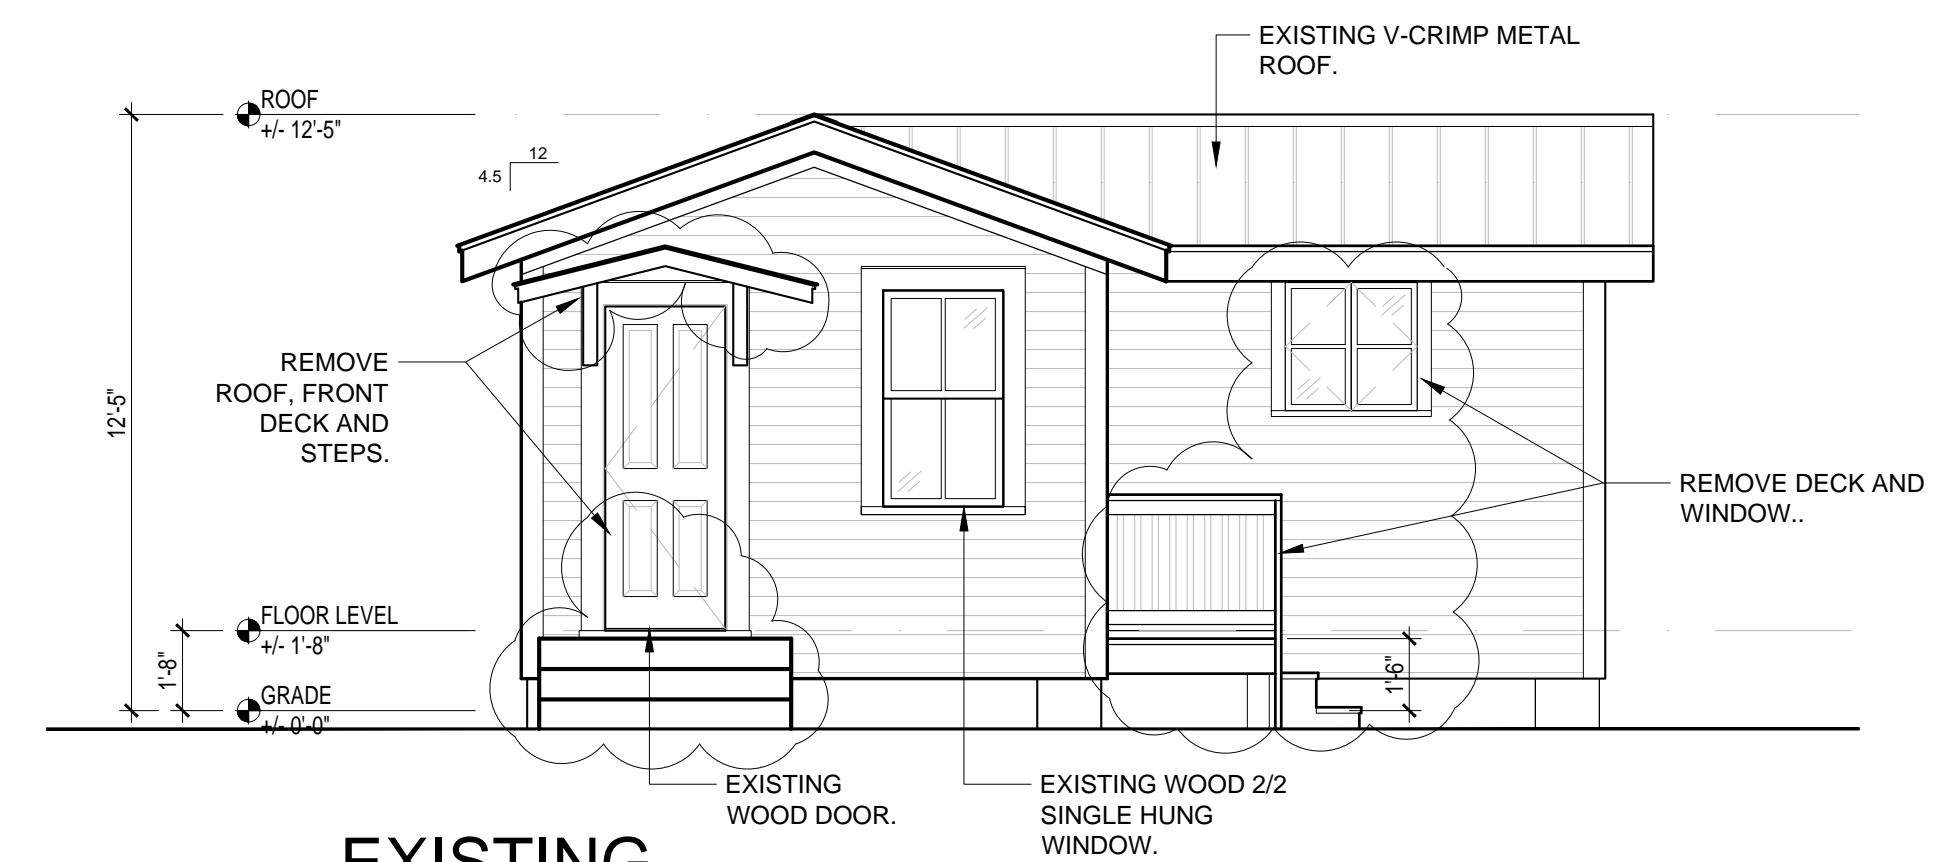 EXISTING V-CRIMP METAL
ROOF.
ROOF
+/- 12'-5"
12
4.5
12'-5"
REMOVE
ROOF, FRONT
DECK AND
STEPS.
REMOVE DECK AND
WINDOW..
FLOOR LEVEL
+/- 1'-8"
1'-8"
1'-6"
GRADE
+/- 0'-0"
EXISTING
WOOD DOOR.
EXISTING WOOD 2/2
SINGLE HUNG
WINDOW.
EXISTING